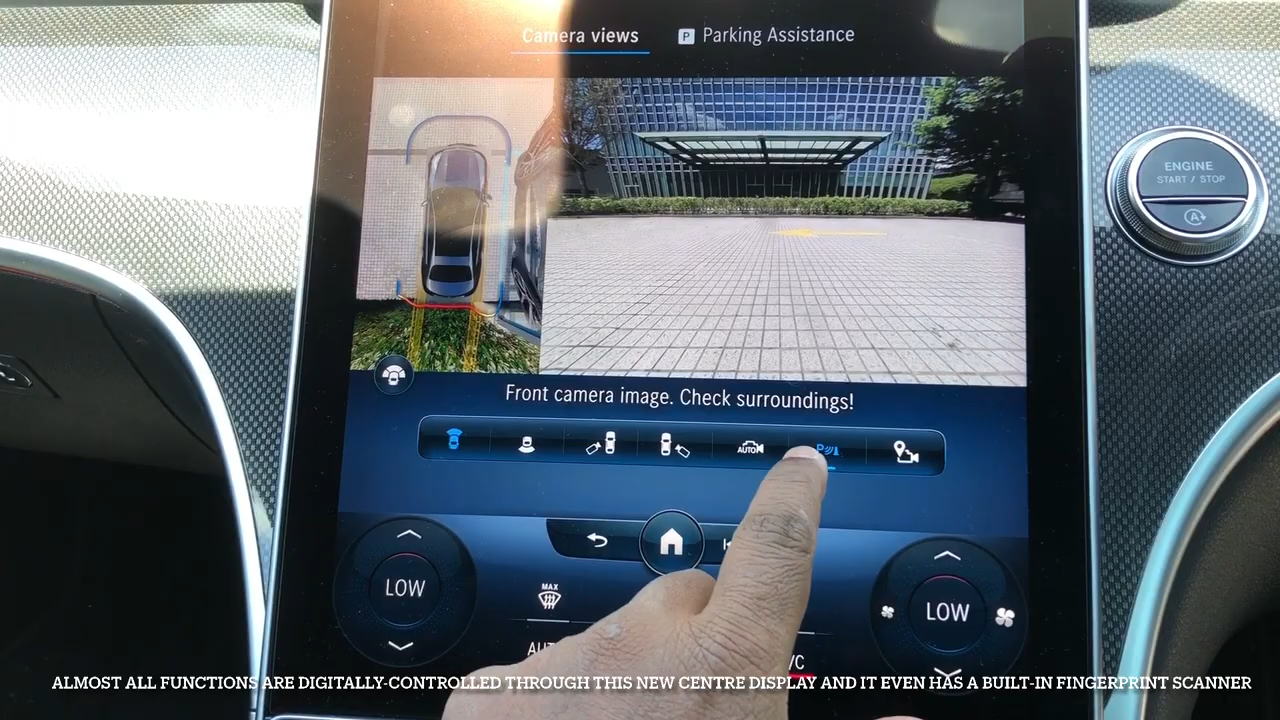 Camera views
P Parking Assistance
ENGINE
START / STOP
A
Front camera image. Check surroundings!
AUTO
P
LOW
MAX
LOW
ALMOST ALL FUNCTIONS ARE DIGITALLY-CONTROLLED THROUGH THIS NEW CENTRE DISPLAY AND IT EVEN HAS A BUILT-IN FINGERPRINT SCANNER